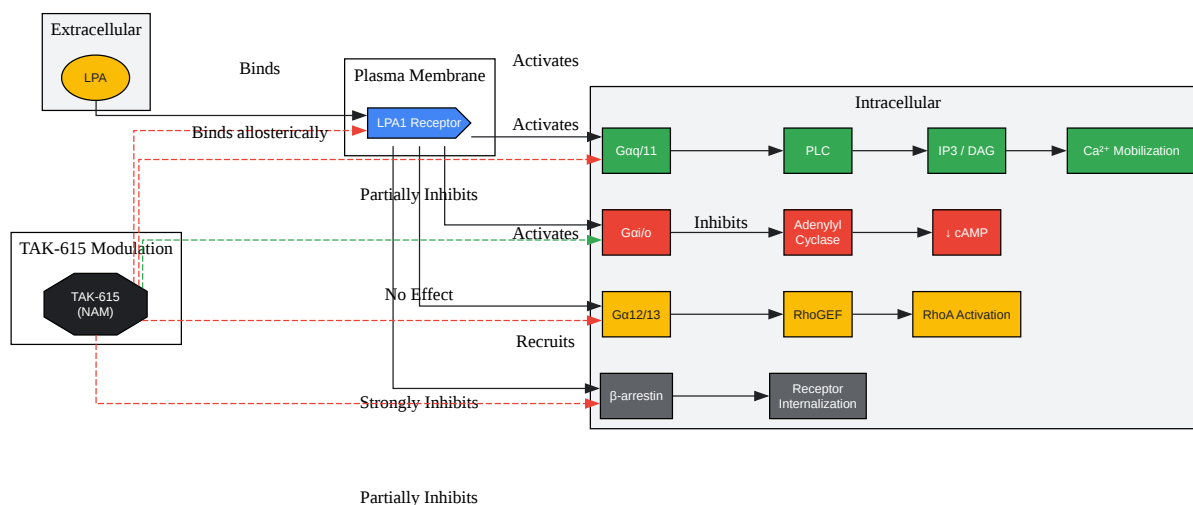 Extracellular
LPA
Binds
Activates
Plasma Membrane
LPA1 Receptor
Binds allosterically
Activates
Intracellular
Gαq/11
PLC
IP3 / DAG
Ca²⁺ Mobilization
Partially Inhibits
Activates
Gαi/o
Inhibits
Adenylyl
Cyclase
↓ cAMP
TAK-615 Modulation
TAK-615
(NAM)
No Effect
Gα12/13
RhoGEF
RhoA Activation
Recruits
β-arrestin
Receptor
Internalization
Strongly Inhibits
Partially Inhibits